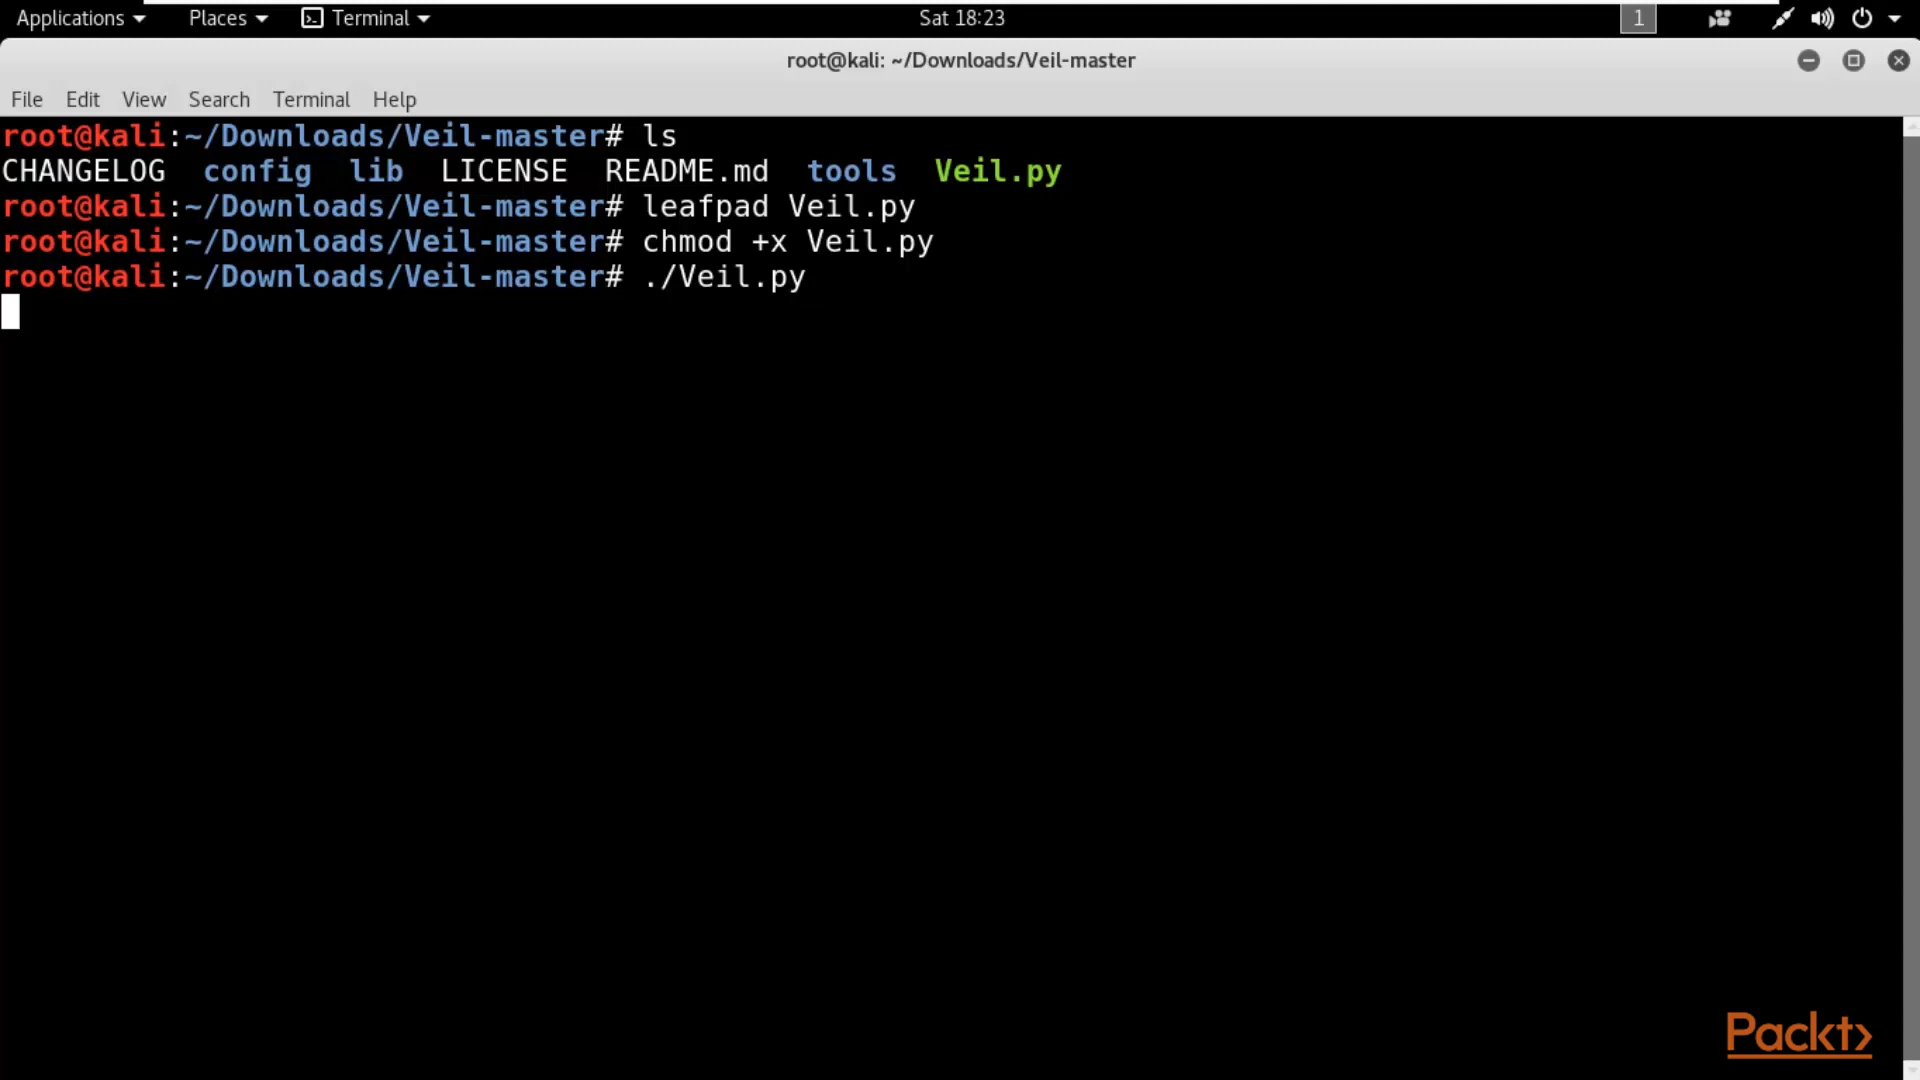 Applications Places Terminal Sat 18:23 1
root@kali: ~/Downloads/Veil-master
File Edit View Search Terminal Help
root@kali:~/Downloads/Veil-master# ls
CHANGELOG config lib LICENSE README.md tools Veil.py
root@kali:~/Downloads/Veil-master# leafpad Veil.py
root@kali:~/Downloads/Veil-master# chmod +x Veil.py
root@kali:~/Downloads/Veil-master# ./Veil.py
Packt>